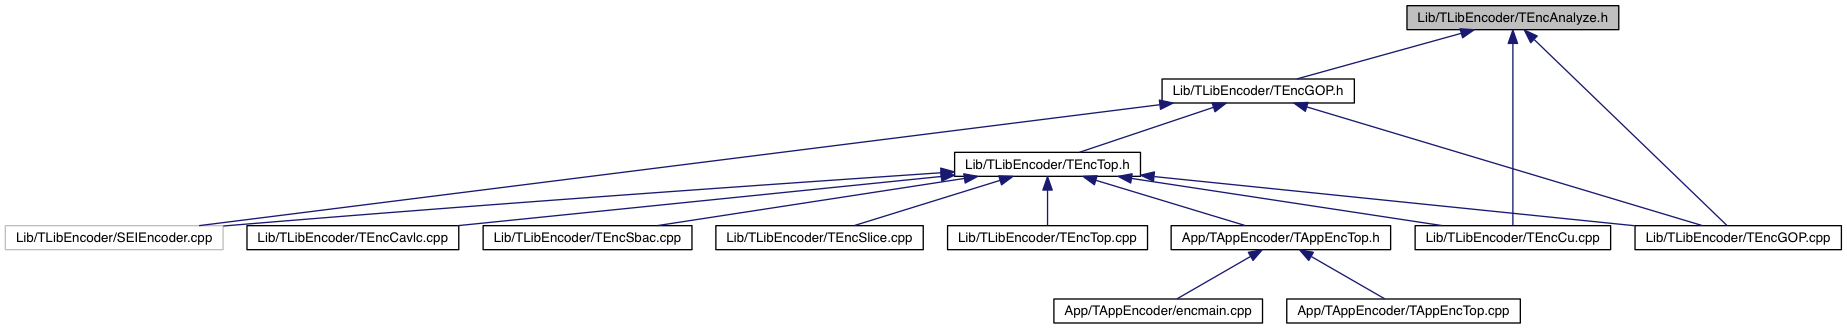 Lib/TLibEncoder/TEncAnalyze.h
Lib/TLibEncoder/TEncGOP.h
Lib/TLibEncoder/TEncTop.h
Lib/TLibEncoder/SEIEncoder.cpp
Lib/TLibEncoder/TEncCavlc.cpp
Lib/TLibEncoder/TEncSbac.cpp
Lib/TLibEncoder/TEncSlice.cpp
Lib/TLibEncoder/TEncTop.cpp
App/TAppEncoder/TAppEncTop.h
Lib/TLibEncoder/TEncCu.cpp
Lib/TLibEncoder/TEncGOP.cpp
App/TAppEncoder/encmain.cpp
App/TAppEncoder/TAppEncTop.cpp